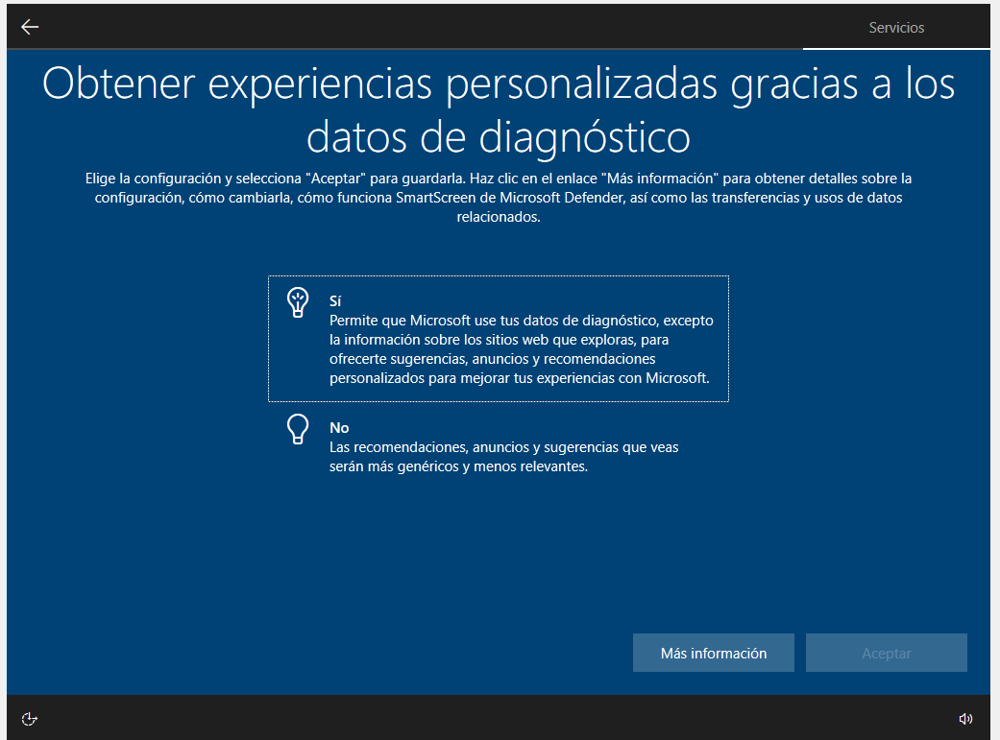 Servicios
Obtener experiencias personalizadas gracias a los
datos de diagnóstico
Elige la configuración y selecciona "Aceptar" para guardarla. Haz clic en el enlace "Más información" para obtener detalles sobre la
configuración, cómo cambiarla, cómo funciona SmartScreen de Microsoft Defender, así como las transferencias y usos de datos
relacionados.
Sí
Permite que Microsoft use tus datos de diagnóstico, excepto
la información sobre los sitios web que exploras, para
ofrecerte sugerencias, anuncios y recomendaciones
personalizados para mejorar tus experiencias con Microsoft.
No
Las recomendaciones, anuncios y sugerencias que veas
serán más genéricos y menos relevantes.
Más información
Aceptar